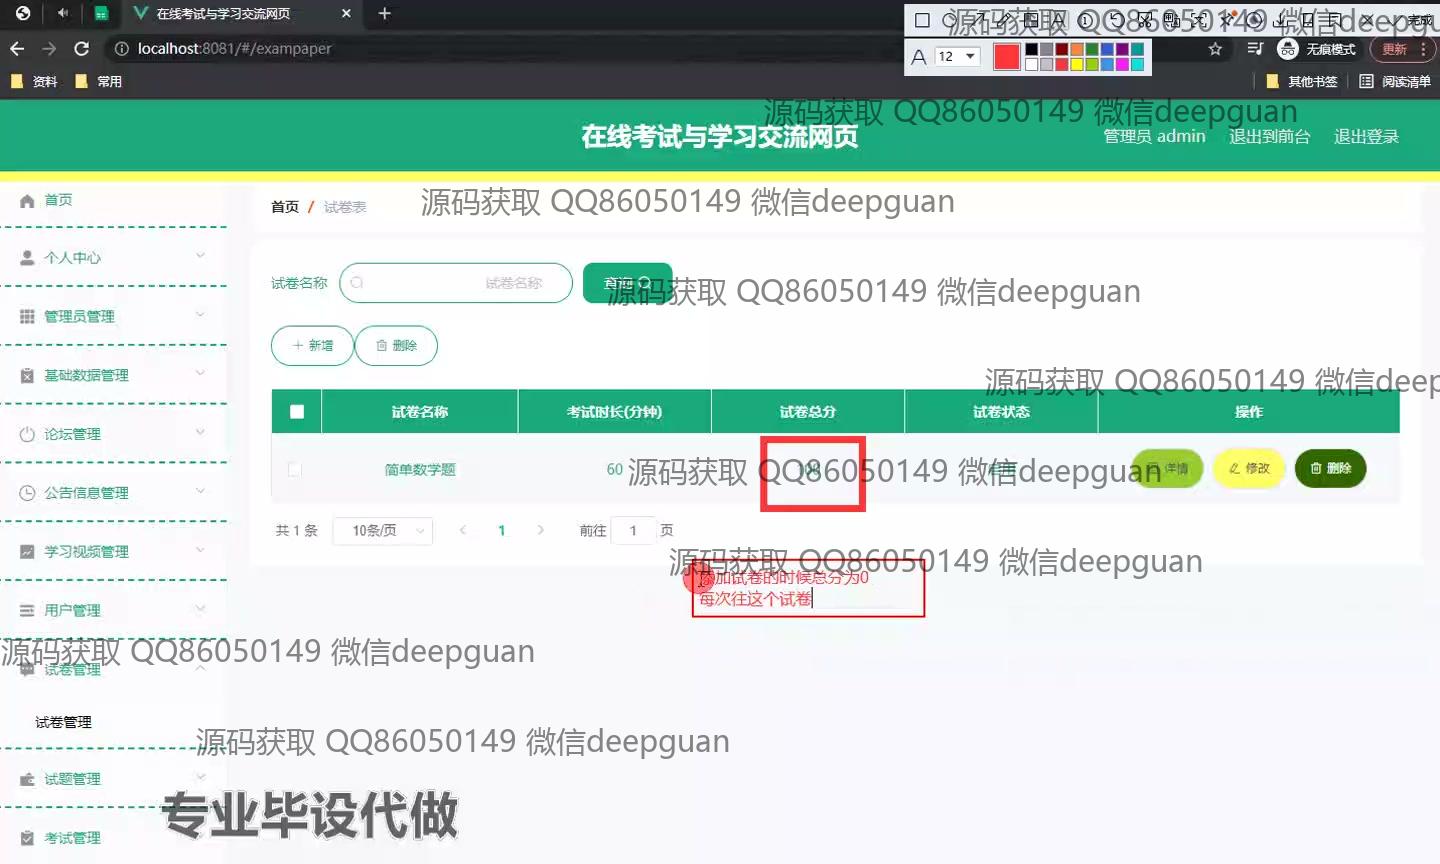 在线考试与学习交流网页
localhost:8081/#/exampaper
12
完成
无痕模式
更新
资料
常用
其他书签
阅读清单
源码获取 QQ86050149 微信deepguan
源码获取 QQ86050149 微信deepguan
在线考试与学习交流网页
管理员 admin
退出到前台
退出登录
首页
个人中心
管理员管理
基础数据管理
论坛管理
公告信息管理
学习视频管理
用户管理
试卷管理
试卷管理
试题管理
考试管理
首页 / 试卷表
源码获取 QQ86050149 微信deepguan
试卷名称
试卷名称
查询
源码获取 QQ86050149 微信deepguan
+ 新增
删除
源码获取 QQ86050149 微信deep
试卷名称 考试时长(分钟) 试卷总分 试卷状态 操作
简单数学题 60 详情 修改 删除
源码获取 QQ86050149 微信deepguan
共 1 条 10条/页 1 前往 1 页
源码获取 QQ86050149 微信deepguan
添加试卷的时候总分为0
每次往这个试卷
源码获取 QQ86050149 微信deepguan
源码获取 QQ86050149 微信deepguan
专业毕设代做